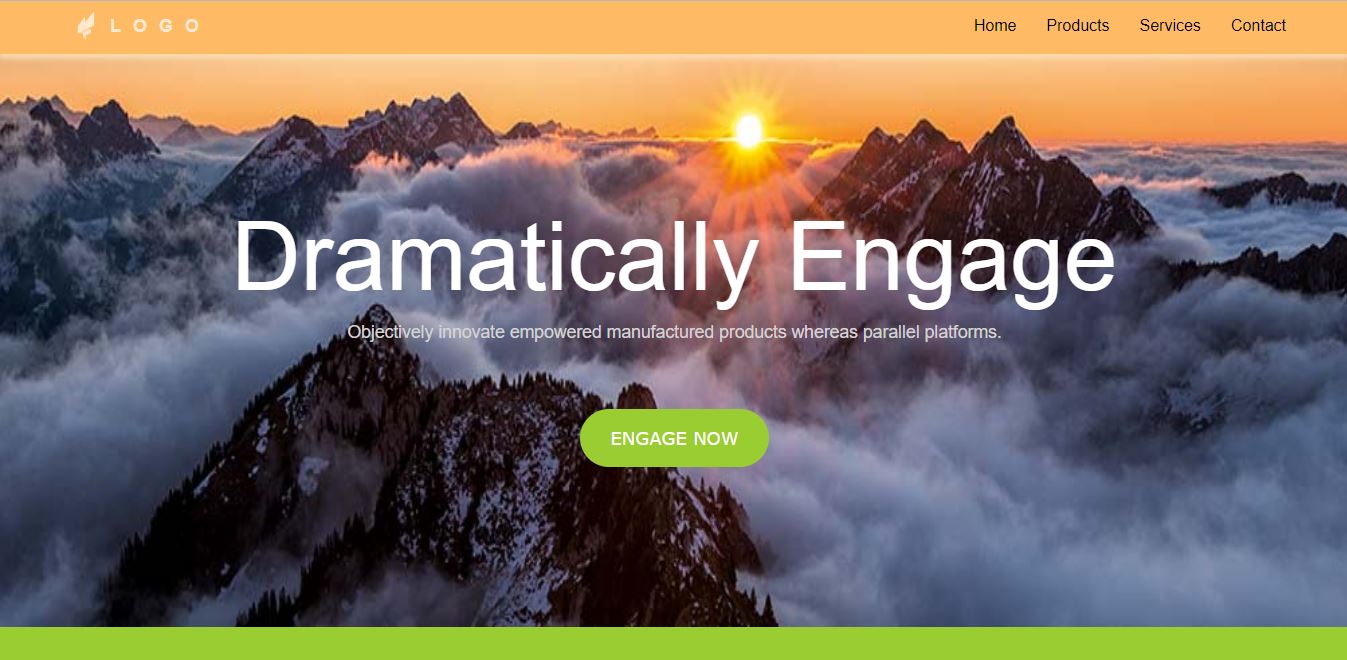 LOGO
Home Products Services Contact
Dramatically Engage
Objectively innovate empowered manufactured products whereas parallel platforms.
ENGAGE NOW